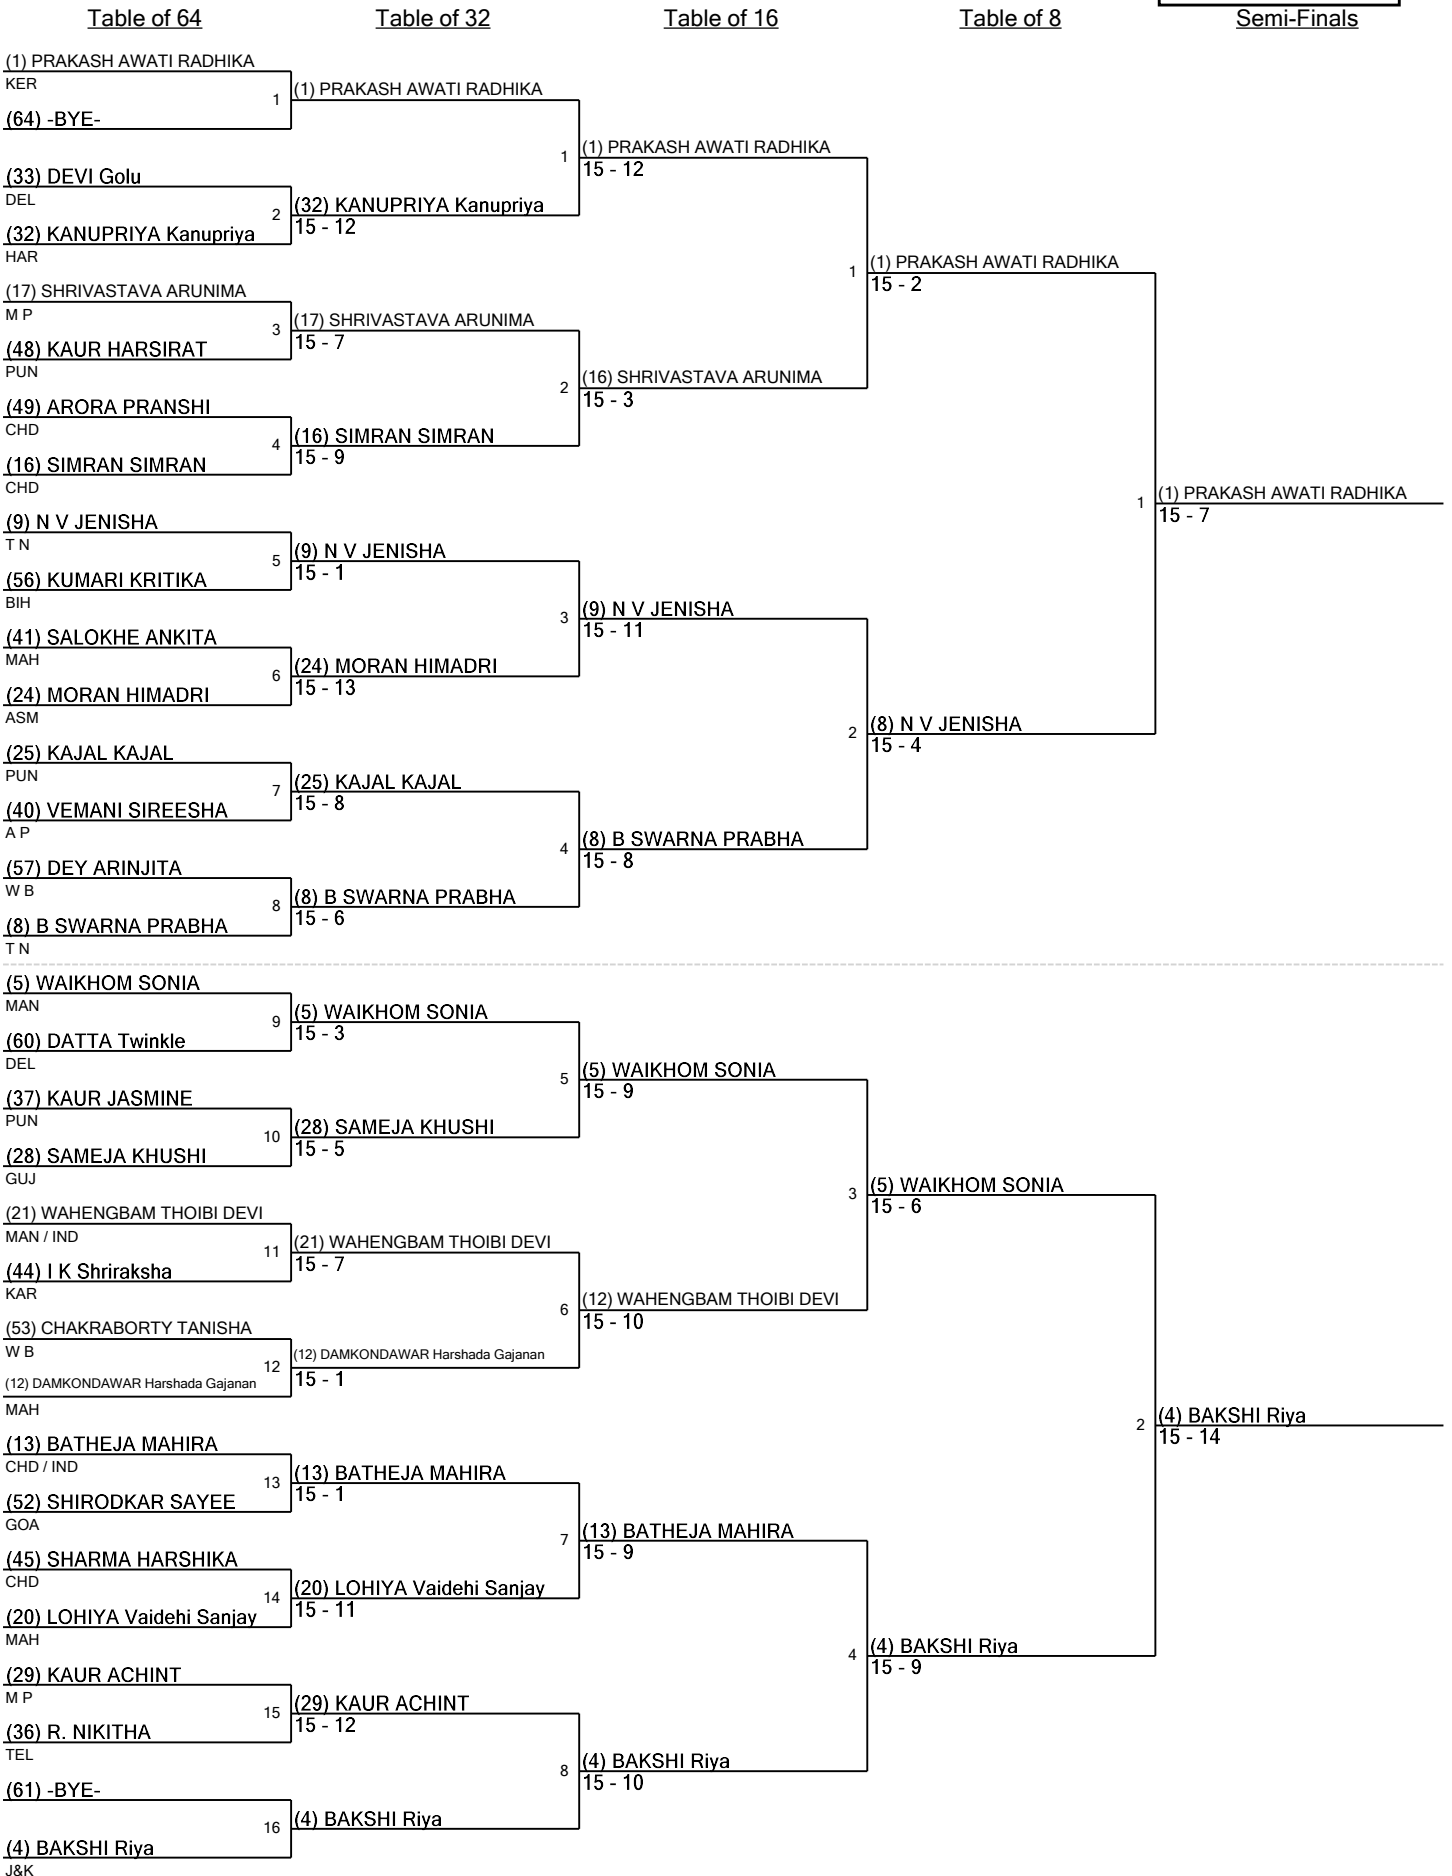 Table of 64
Table of 32
Table of 16
Table of 8
Semi-Finals
(1) PRAKASH AWATI RADHIKA
KER
1
(64) -BYE-
(33) DEVI Golu
DEL
2
(32) KANUPRIYA Kanupriya
HAR
(17) SHRIVASTAVA ARUNIMA
M P
3
(48) KAUR HARSIRAT
PUN
(49) ARORA PRANSHI
CHD
4
(16) SIMRAN SIMRAN
CHD
(9) N V JENISHA
T N
5
(56) KUMARI KRITIKA
BIH
(41) SALOKHE ANKITA
MAH
6
(24) MORAN HIMADRI
ASM
(25) KAJAL KAJAL
PUN
7
(40) VEMANI SIREESHA
A P
(57) DEY ARINJITA
W B
8
(8) B SWARNA PRABHA
T N
(5) WAIKHOM SONIA
MAN
9
(60) DATTA Twinkle
DEL
(37) KAUR JASMINE
PUN
10
(28) SAMEJA KHUSHI
GUJ
(21) WAHENGBAM THOIBI DEVI
MAN / IND
11
(44) I K Shriraksha
KAR
(53) CHAKRABORTY TANISHA
W B
12
(12) DAMKONDAWAR Harshada Gajanan
MAH
(13) BATHEJA MAHIRA
CHD / IND
13
(52) SHIRODKAR SAYEE
GOA
(45) SHARMA HARSHIKA
CHD
14
(20) LOHIYA Vaidehi Sanjay
MAH
(29) KAUR ACHINT
M P
15
(36) R. NIKITHA
TEL
(61) -BYE-
16
(4) BAKSHI Riya
J&K
(1) PRAKASH AWATI RADHIKA
1
(32) KANUPRIYA Kanupriya
15 - 12
(17) SHRIVASTAVA ARUNIMA
15 - 7
2
(16) SIMRAN SIMRAN
15 - 9
(9) N V JENISHA
15 - 1
3
(24) MORAN HIMADRI
15 - 13
(25) KAJAL KAJAL
15 - 8
4
(8) B SWARNA PRABHA
15 - 6
(5) WAIKHOM SONIA
15 - 3
5
(28) SAMEJA KHUSHI
15 - 5
(21) WAHENGBAM THOIBI DEVI
15 - 7
6
(12) DAMKONDAWAR Harshada Gajanan
15 - 1
(13) BATHEJA MAHIRA
15 - 1
7
(20) LOHIYA Vaidehi Sanjay
15 - 11
(29) KAUR ACHINT
15 - 12
8
(4) BAKSHI Riya
(1) PRAKASH AWATI RADHIKA
15 - 12
1
(16) SHRIVASTAVA ARUNIMA
15 - 3
(9) N V JENISHA
15 - 11
2
(8) B SWARNA PRABHA
15 - 8
(5) WAIKHOM SONIA
15 - 9
3
(12) WAHENGBAM THOIBI DEVI
15 - 10
(13) BATHEJA MAHIRA
15 - 9
4
(4) BAKSHI Riya
15 - 10
(1) PRAKASH AWATI RADHIKA
15 - 2
1
(8) N V JENISHA
15 - 4
(5) WAIKHOM SONIA
15 - 6
2
(4) BAKSHI Riya
15 - 9
(1) PRAKASH AWATI RADHIKA
15 - 7
(4) BAKSHI Riya
15 - 14